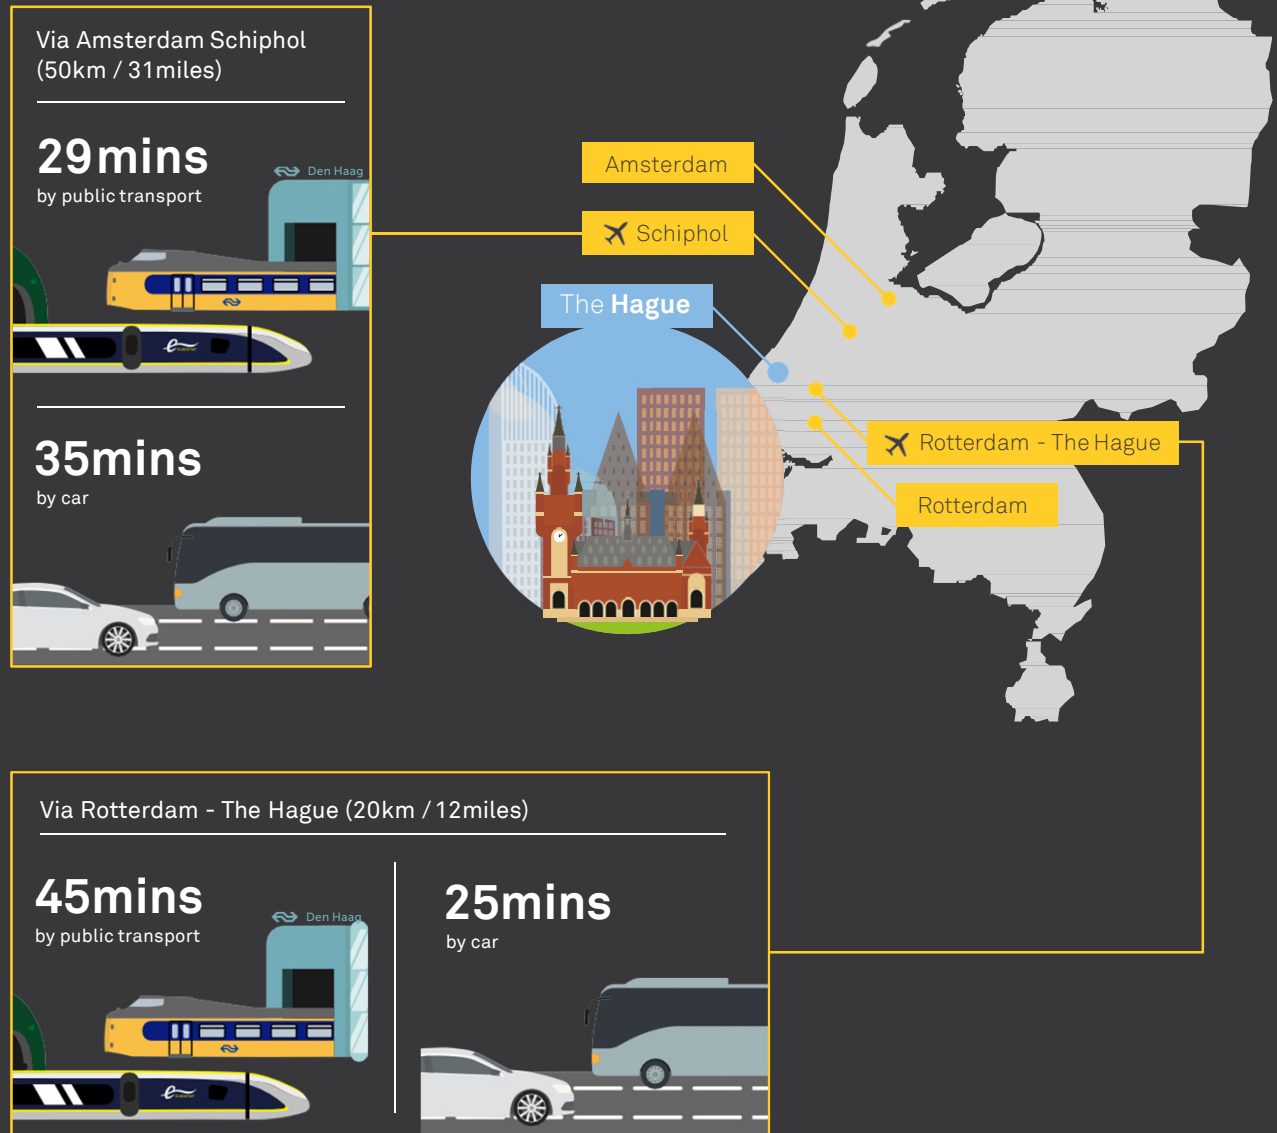 Via Amsterdam Schiphol
(50km / 31miles)
29mins
by public transport
Den Haag
35mins
by car
Amsterdam
Schiphol
The Hague
Rotterdam - The Hague
Rotterdam
Via Rotterdam - The Hague (20km / 12miles)
45mins
by public transport
Den Haag
25mins
by car